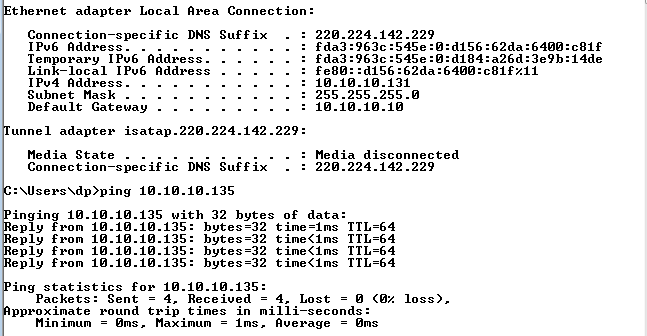 Ethernet adapter Local Area Connection:
Connection-specific DNS Suffix  . : 220.224.142.229
IPv6 Address. . . . . . . . . . . : fda3:963c:545e:0:d156:62da:6400:c81f
Temporary IPv6 Address. . . . . . : fda3:963c:545e:0:d184:a26d:3e9b:14de
Link-local IPv6 Address . . . . . : fe80::d156:62da:6400:c81f%11
IPv4 Address. . . . . . . . . . . : 10.10.10.131
Subnet Mask . . . . . . . . . . . : 255.255.255.0
Default Gateway . . . . . . . . . : 10.10.10.10
Tunnel adapter isatap.220.224.142.229:
Media State . . . . . . . . . . . : Media disconnected
Connection-specific DNS Suffix  . : 220.224.142.229
C:\Users\dp>ping 10.10.10.135
Pinging 10.10.10.135 with 32 bytes of data:
Reply from 10.10.10.135: bytes=32 time=1ms TTL=64
Reply from 10.10.10.135: bytes=32 time<1ms TTL=64
Reply from 10.10.10.135: bytes=32 time<1ms TTL=64
Reply from 10.10.10.135: bytes=32 time<1ms TTL=64
Ping statistics for 10.10.10.135:
Packets: Sent = 4, Received = 4, Lost = 0 (0% loss),
Approximate round trip times in milli-seconds:
Minimum = 0ms, Maximum = 1ms, Average = 0ms